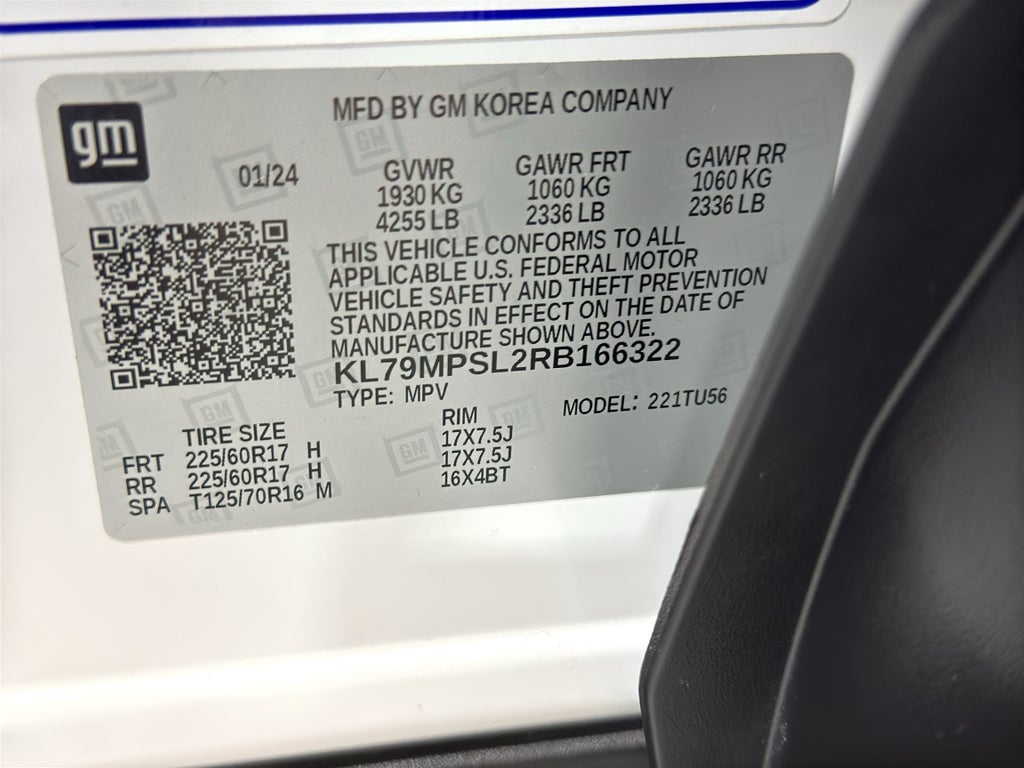 gm
MFD BY GM KOREA COMPANY
01/24
GVWR
1930 KG
4255 LB
GAWR FRT
1060 KG
2336 LB
GAWR RR
1060 KG
2336 LB
THIS VEHICLE CONFORMS TO ALL
APPLICABLE U.S. FEDERAL MOTOR
VEHICLE SAFETY AND THEFT PREVENTION
STANDARDS IN EFFECT ON THE DATE OF
MANUFACTURE SHOWN ABOVE.
KL79MPSL2RB166322
TYPE: MPV
MODEL: 221TU56
TIRE SIZE RIM
FRT 225/60R17 H 17X7.5J
RR 225/60R17 H 17X7.5J
SPA T125/70R16 M 16X4BT